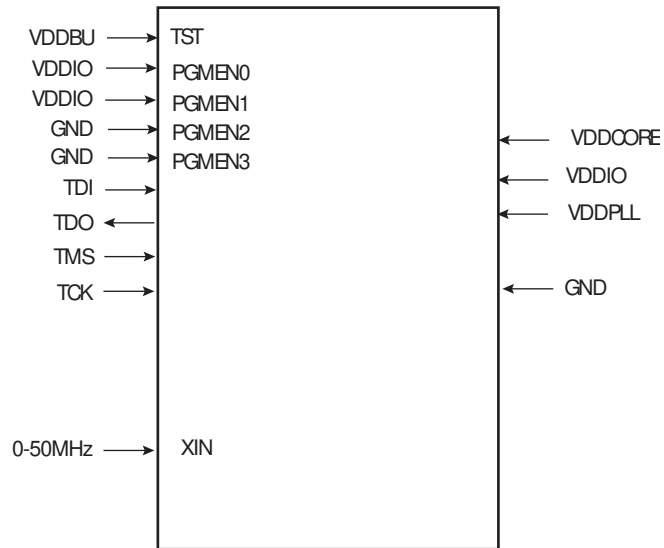 VDDBU TST
VDDIO PGMEN0
VDDIO PGMEN1
GND PGMEN2
GND PGMEN3
TDI
TDO
TMS
TCK
0-50MHz XIN
VDDCORE
VDDIO
VDDPLL
GND